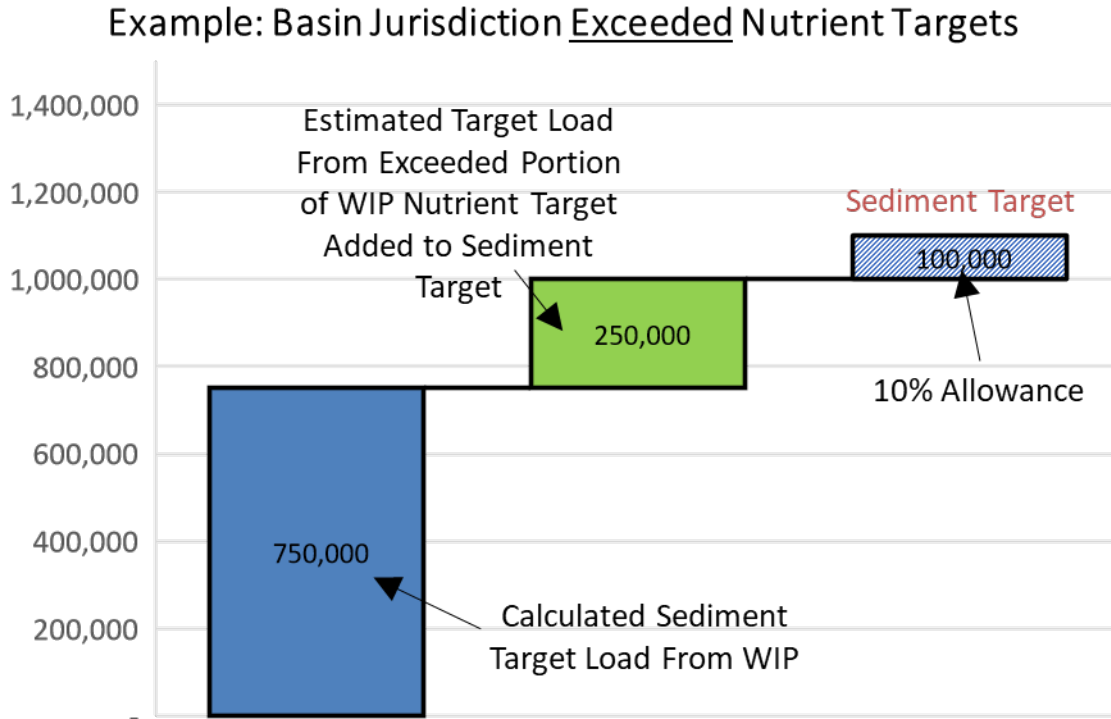 Example: Basin Jurisdiction Exceeded Nutrient Targets
1,400,000
1,200,000
1,000,000
800,000
600,000
400,000
200,000
-
Estimated Target Load
From Exceeded Portion
of WIP Nutrient Target
Added to Sediment
Target
Sediment Target
100,000
250,000
10% Allowance
750,000
Calculated Sediment
Target Load From WIP